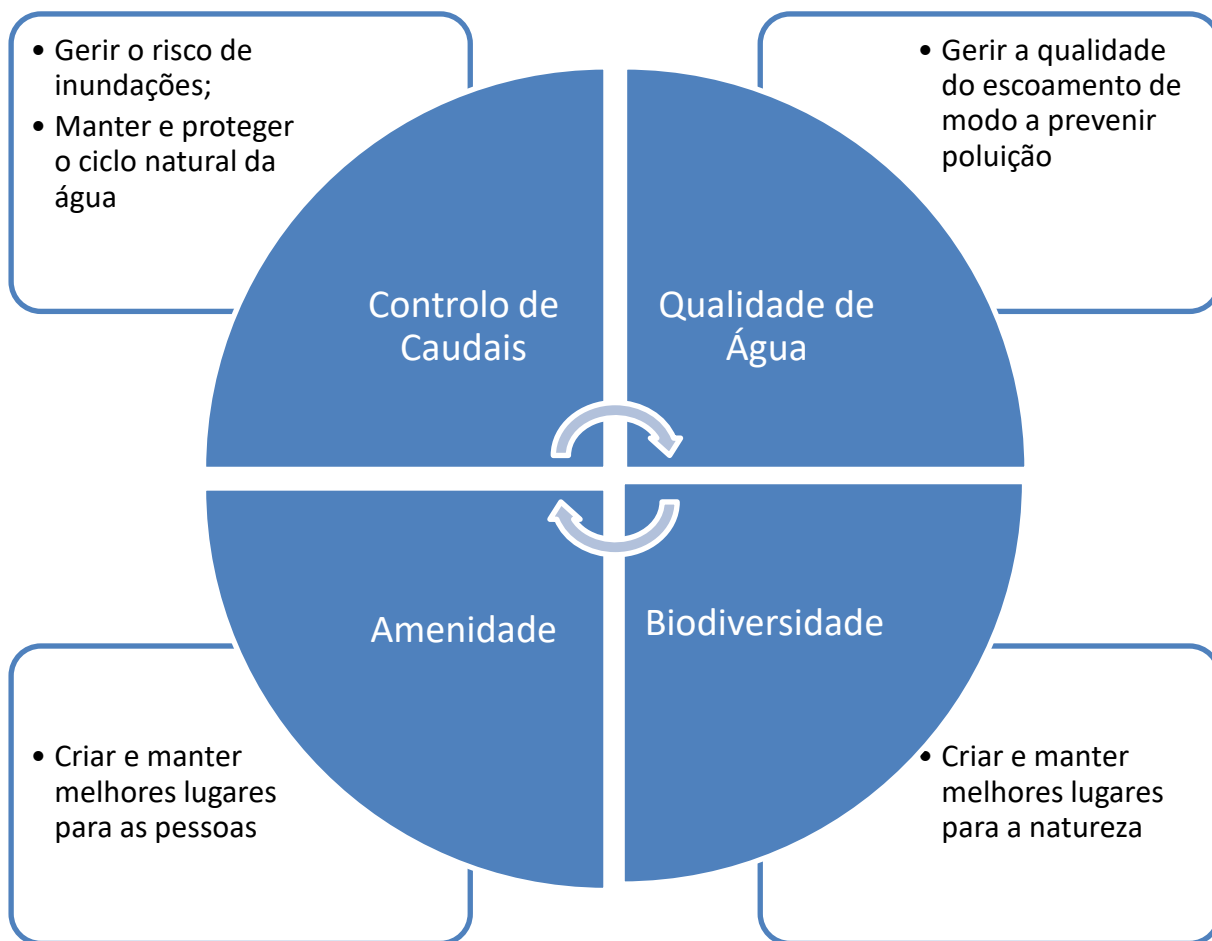 • Gerir o risco de
inundações;
• Manter e proteger
o ciclo natural da
água
• Gerir a qualidade
do escoamento de
modo a prevenir
poluição
Controlo de
Caudais
Qualidade de
Água
Amenidade
Biodiversidade
• Criar e manter
melhores lugares
para as pessoas
• Criar e manter
melhores lugares
para a natureza